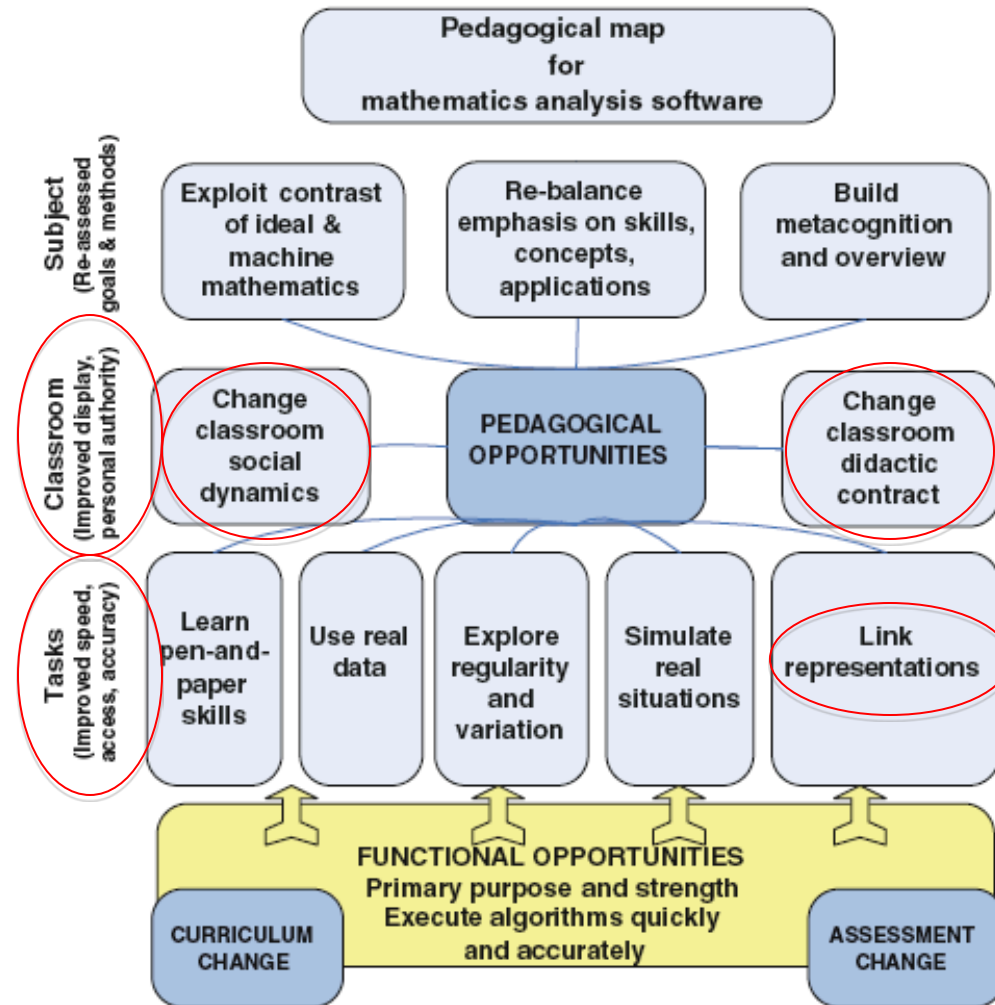 Pedagogical map
for
mathematics analysis software
Subject
(Re-assessed
goals & methods)
Exploit contrast
of ideal &
machine
mathematics
Re-balance
emphasis on skills,
concepts,
applications
Build
metacognition
and overview
Classroom
(Improved display,
personal authority)
Change
classroom
social
dynamics
PEDAGOGICAL
OPPORTUNITIES
Change
classroom
didactic
contract
Tasks
(Improved speed,
access, accuracy)
Learn
pen-and-
paper
skills
Use real
data
Explore
regularity
and
variation
Simulate
real
situations
Link
representations
FUNCTIONAL OPPORTUNITIES
Primary purpose and strength
Execute algorithms quickly
and accurately
CURRICULUM
CHANGE
ASSESSMENT
CHANGE